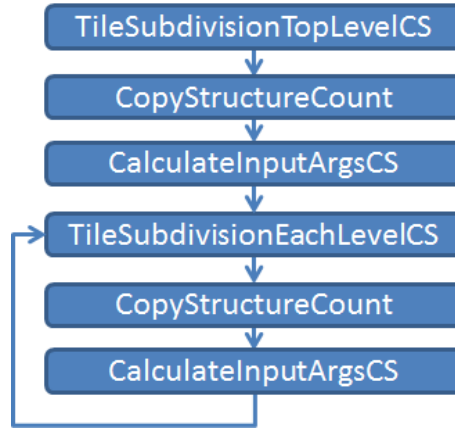 TileSubdivisionTopLevelCS
CopyStructureCount
CalculateInputArgsCS
TileSubdivisionEachLevelCS
CopyStructureCount
CalculateInputArgsCS